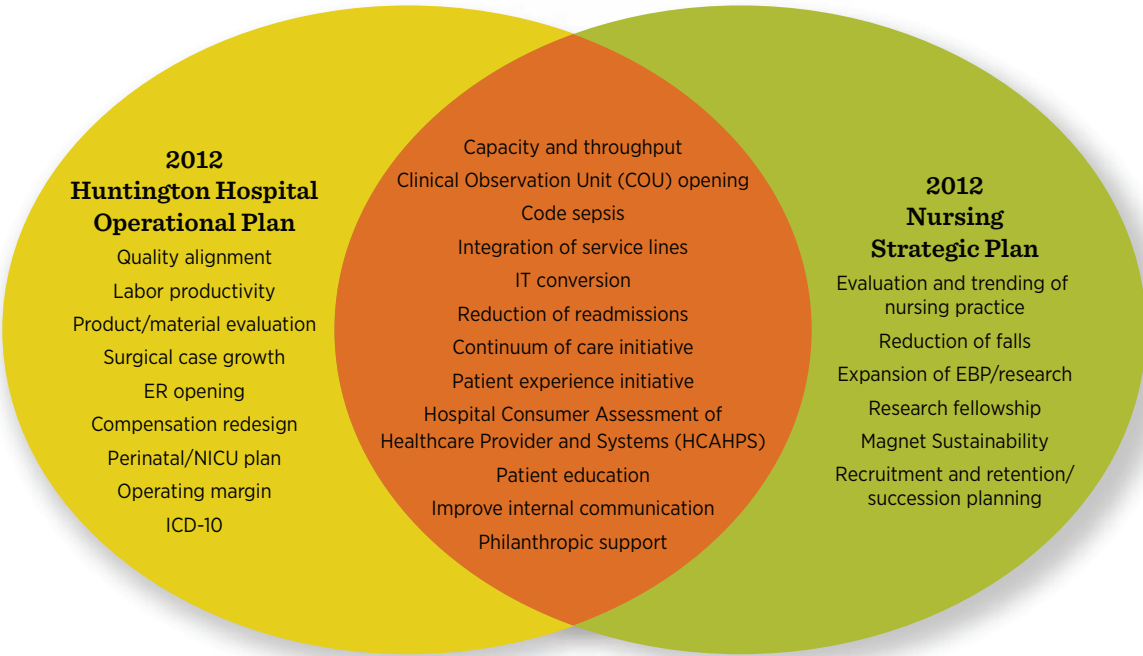 2012
Huntington Hospital
Operational Plan
Quality alignment
Labor productivity
Product/material evaluation
Surgical case growth
ER opening
Compensation redesign
Perinatal/NICU plan
Operating margin
ICD-10
Capacity and throughput
Clinical Observation Unit (COU) opening
Code sepsis
Integration of service lines
IT conversion
Reduction of readmissions
Continuum of care initiative
Patient experience initiative
Hospital Consumer Assessment of
Healthcare Provider and Systems (HCAHPS)
Patient education
Improve internal communication
Philanthropic support
2012
Nursing
Strategic Plan
Evaluation and trending of
nursing practice
Reduction of falls
Expansion of EBP/research
Research fellowship
Magnet Sustainability
Recruitment and retention/
succession planning